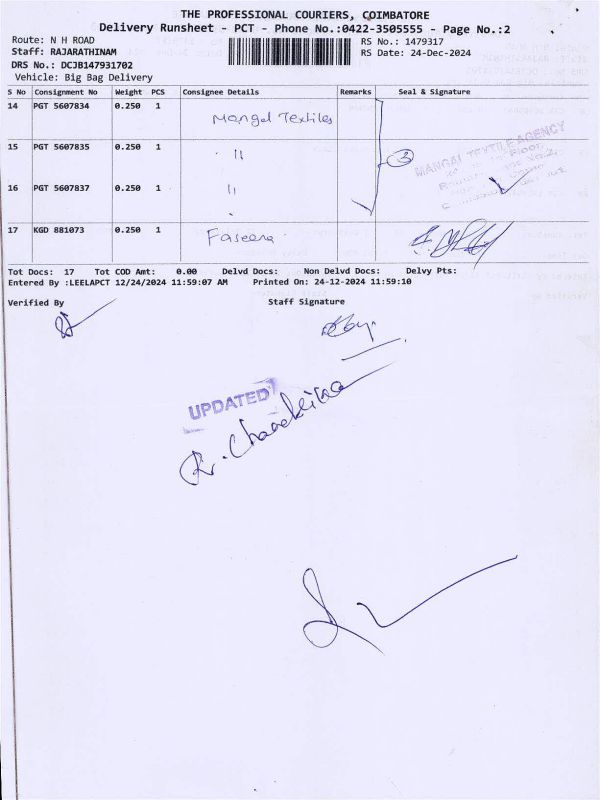 THE PROFESSIONAL COURIERS, COIMBATORE
Delivery Runsheet - PCT - Phone No.:0422-3505555 - Page No.:2
Route: N H ROAD
RS No.: 1479317
Staff: RAJARATHINAM
RS Date: 24-Dec-2024
DRS No.: DCJB147931702
Vehicle: Big Bag Delivery
S No Consignment No Weight PCS Consignee Details Remarks Seal & Signature
14 PGT 5607834 0.250 1 Mangal Textiles
15 PGT 5607835 0.250 1 " 3 MANGAI TEXTILE AGENCY
Floor,
16 PGT 5607837 0.250 1 "
17 KGD 881073 0.250 1 Faseena
Tot Docs: 17 Tot COD Amt: 0.00 Delvd Docs: Non Delvd Docs: Delvy Pts:
Entered By :LEELAPCT 12/24/2024 11:59:07 AM Printed On: 24-12-2024 11:59:10
Verified By Staff Signature
UPDATED